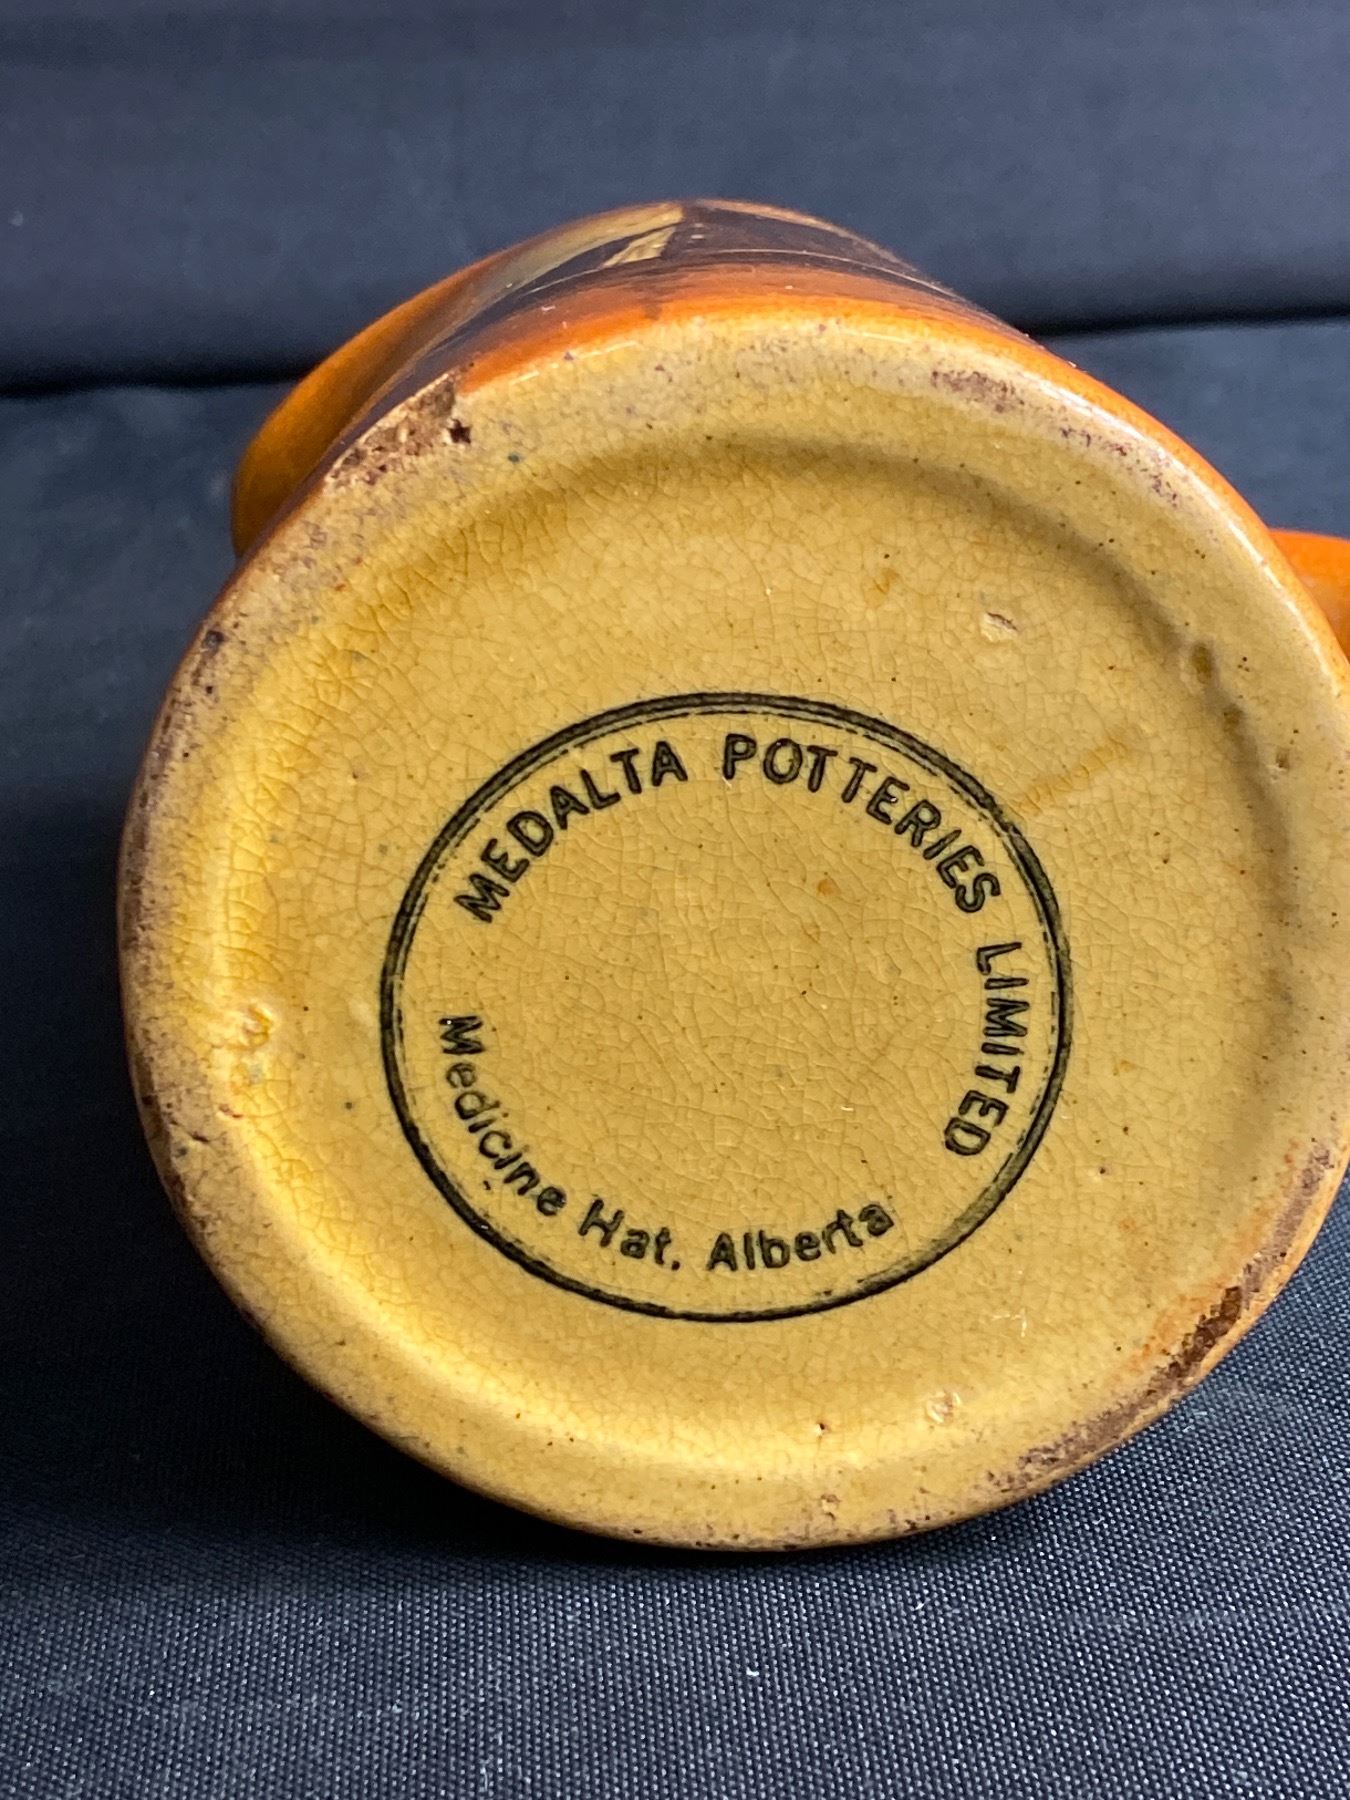 MEDALTA POTTERIES LIMITED
Medicine Hat, Alberta